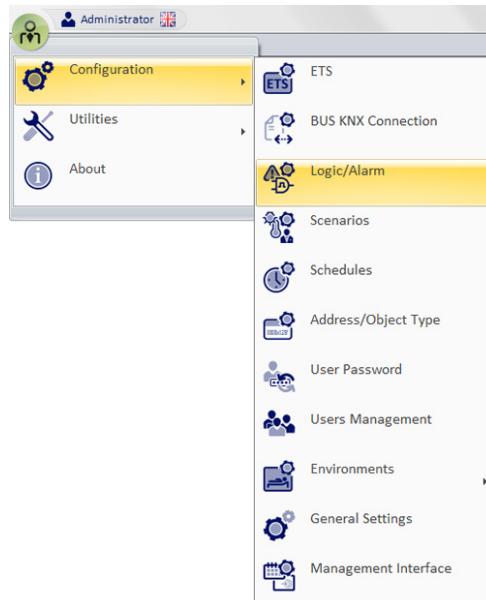 Administrator
Configuration
Utilities
About
ETS
ETS
BUS KNX Connection
Logic/Alarm
Scenarios
Schedules
Address/Object Type
User Password
Users Management
Environments
General Settings
Management Interface